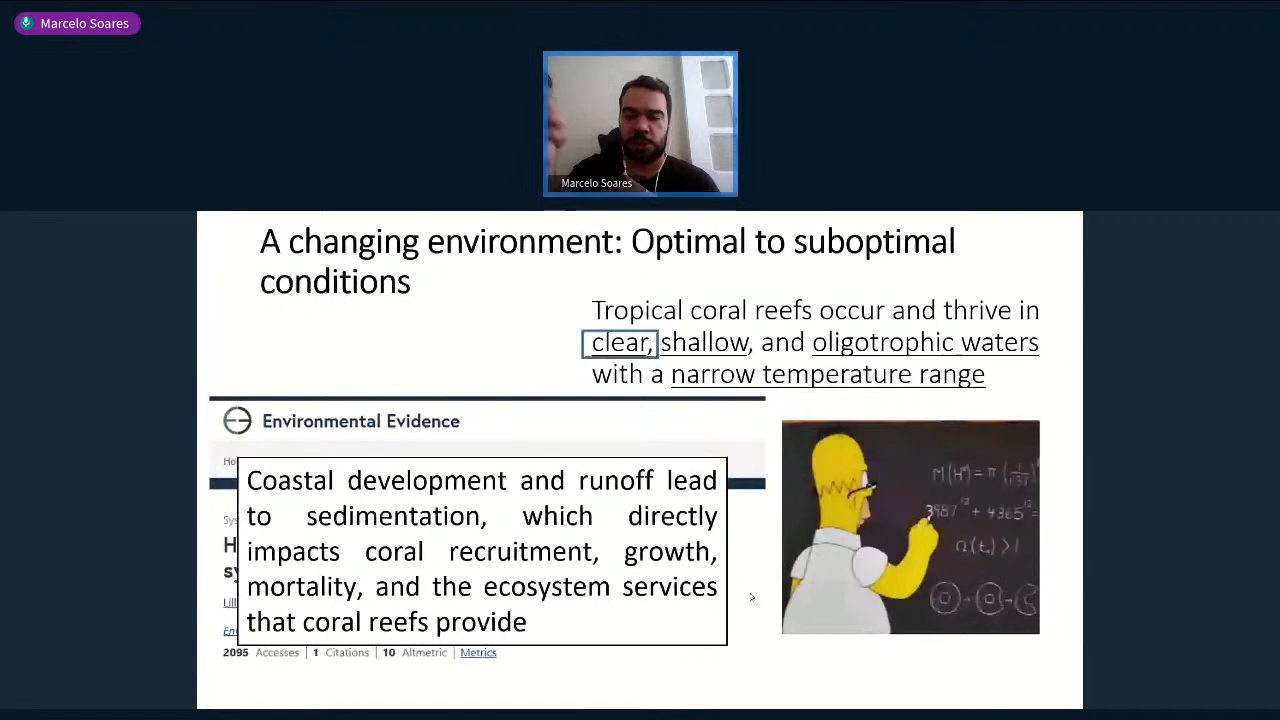 Marcelo Soares
Marcelo Soares
A changing environment: Optimal to suboptimal
conditions
Tropical coral reefs occur and thrive in
clear, shallow, and oligotrophic waters
with a narrow temperature range
Environmental Evidence
Coastal development and runoff lead
to sedimentation, which directly
impacts coral recruitment, growth,
mortality, and the ecosystem services
that coral reefs provide
2095 Accesses | 1 Citations | 10 Altmetric | Metrics